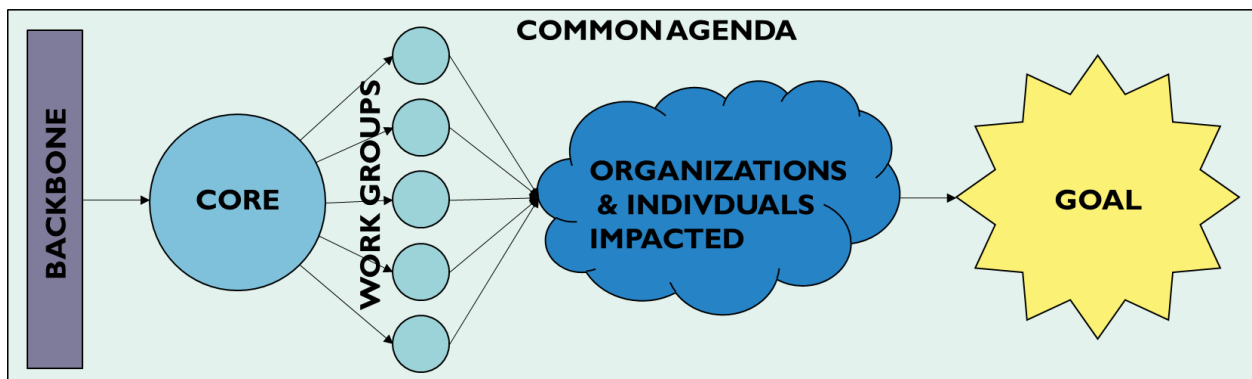 COMMON AGENDA
BACKBONE
CORE
WORK GROUPS
ORGANIZATIONS
& INDIVDUALS
IMPACTED
GOAL